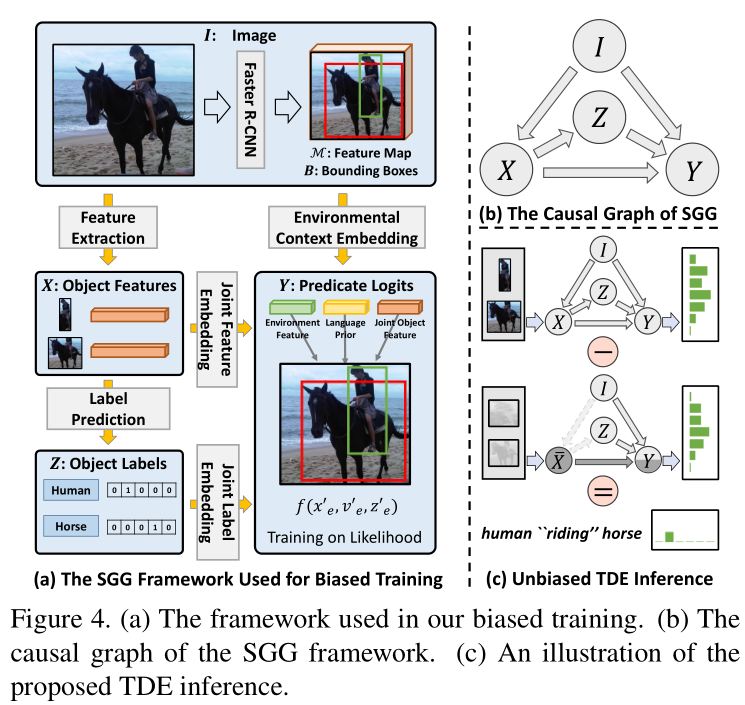 I: Image
Faster R-CNN
M: Feature Map
B: Bounding Boxes
Feature
Extraction
Environmental
Context Embedding
X: Object Features
Joint Feature
Embedding
Y: Predicate Logits
Environment
Feature
Language
Prior
Joint Object
Feature
Label
Prediction
Z: Object Labels
Human
0 1 0 0 0
Horse
0 0 0 1 0
Joint Label
Embedding
f(x'ₑ, v'ₑ, z'ₑ)
Training on Likelihood
(a) The SGG Framework Used for Biased Training
I
Z
X
Y
(b) The Causal Graph of SGG
I
Z
X
Y
−
I
Z
X̄
Y
=
human ``riding'' horse
(c) Unbiased TDE Inference
Figure 4. (a) The framework used in our biased training. (b) The
causal graph of the SGG framework. (c) An illustration of the
proposed TDE inference.